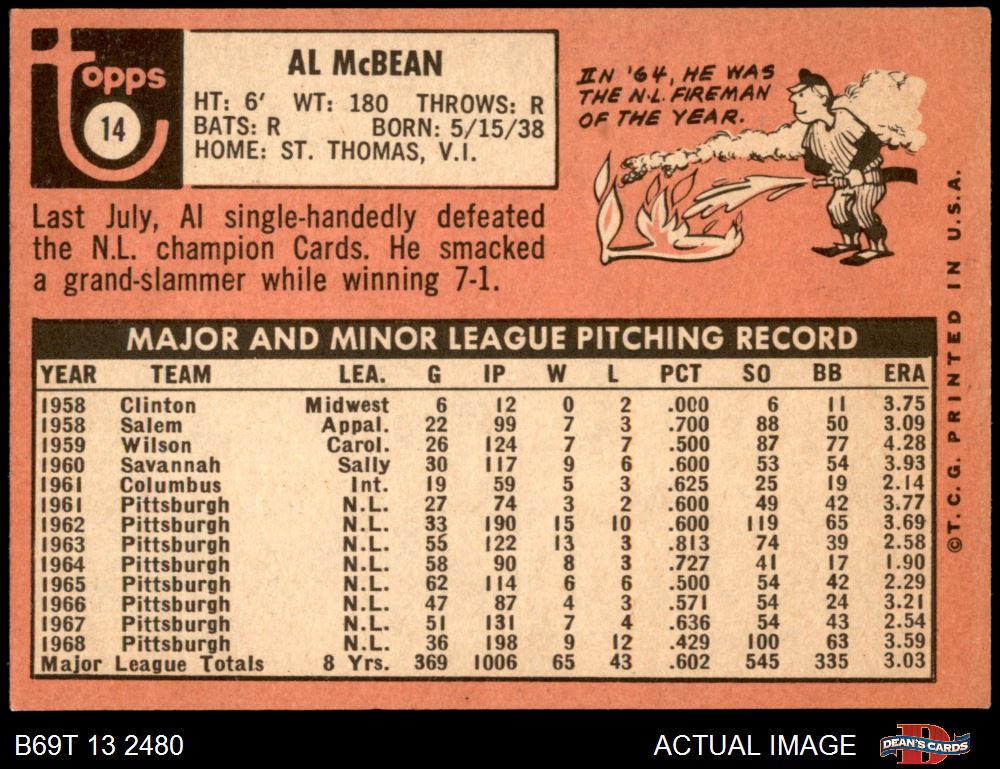 Topps
14
AL McBEAN
HT: 6' WT: 180 THROWS: R
BATS: R BORN: 5/15/38
HOME: ST. THOMAS, V.I.
IN '64, HE WAS
THE N.L. FIREMAN
OF THE YEAR.
Last July, Al single-handedly defeated
the N.L. champion Cards. He smacked
a grand-slammer while winning 7-1.
MAJOR AND MINOR LEAGUE PITCHING RECORD
YEAR TEAM LEA. G IP W L PCT SO BB ERA
1958 Clinton Midwest 6 12 0 2 .000 6 11 3.75
1958 Salem Appal. 22 99 7 3 .700 88 50 3.09
1959 Wilson Carol. 26 124 7 7 .500 87 77 4.28
1960 Savannah Sally 30 117 9 6 .600 53 54 3.93
1961 Columbus Int. 19 59 5 3 .625 25 19 2.14
1961 Pittsburgh N.L. 27 74 3 2 .600 49 42 3.77
1962 Pittsburgh N.L. 33 190 15 10 .600 119 65 3.69
1963 Pittsburgh N.L. 55 122 13 3 .813 74 39 2.58
1964 Pittsburgh N.L. 58 90 8 3 .727 41 17 1.90
1965 Pittsburgh N.L. 62 114 6 6 .500 54 42 2.29
1966 Pittsburgh N.L. 47 87 4 3 .571 54 24 3.21
1967 Pittsburgh N.L. 51 131 7 4 .636 54 43 2.54
1968 Pittsburgh N.L. 36 198 9 12 .429 100 63 3.59
Major League Totals 8 Yrs. 369 1006 65 43 .602 545 335 3.03
©T.C.G. PRINTED IN U.S.A.
B69T 13 2480
ACTUAL IMAGE
DEAN'S CARDS